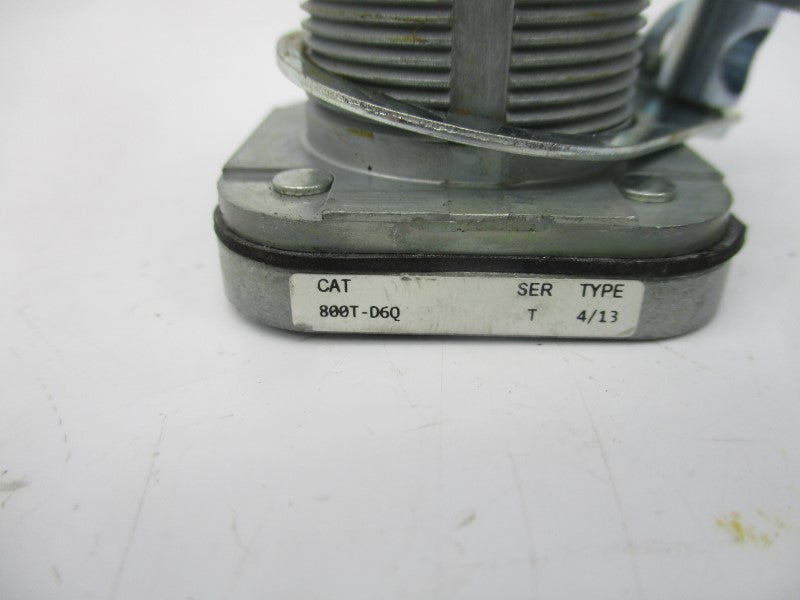 CAT SER TYPE
800T-D6Q T 4/13